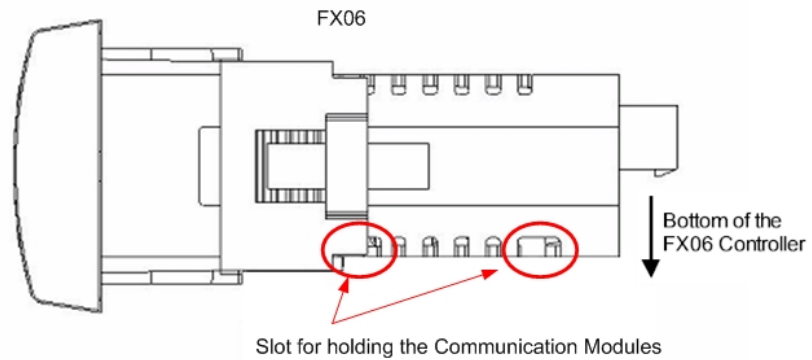 FX06
Bottom of the
FX06 Controller
Slot for holding the Communication Modules